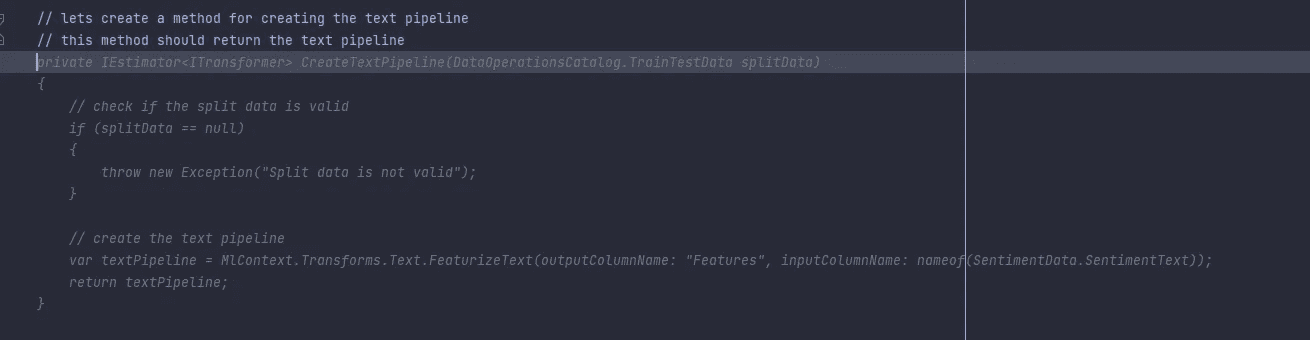 // lets create a method for creating the text pipeline
// this method should return the text pipeline
private IEstimator<ITransformer> CreateTextPipeline(DataOperationsCatalog.TrainTestData splitData)
{
    // check if the split data is valid
    if (splitData == null)
    {
        throw new Exception("Split data is not valid");
    }

    // create the text pipeline
    var textPipeline = MlContext.Transforms.Text.FeaturizeText(outputColumnName: "Features", inputColumnName: nameof(SentimentData.SentimentText));
    return textPipeline;
}